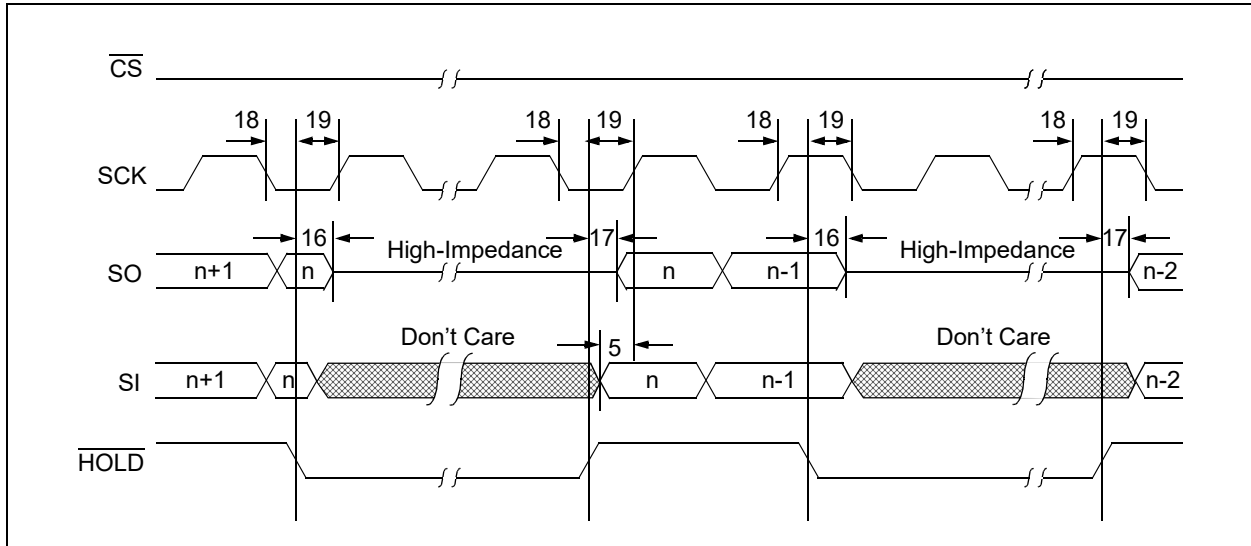 CS
18 19 18 19 18 19 18 19
SCK
16 High-Impedance 17 16 High-Impedance 17
SO n+1 n n n-1 n-2
Don't Care 5 Don't Care
SI n+1 n n n-1 n-2
HOLD